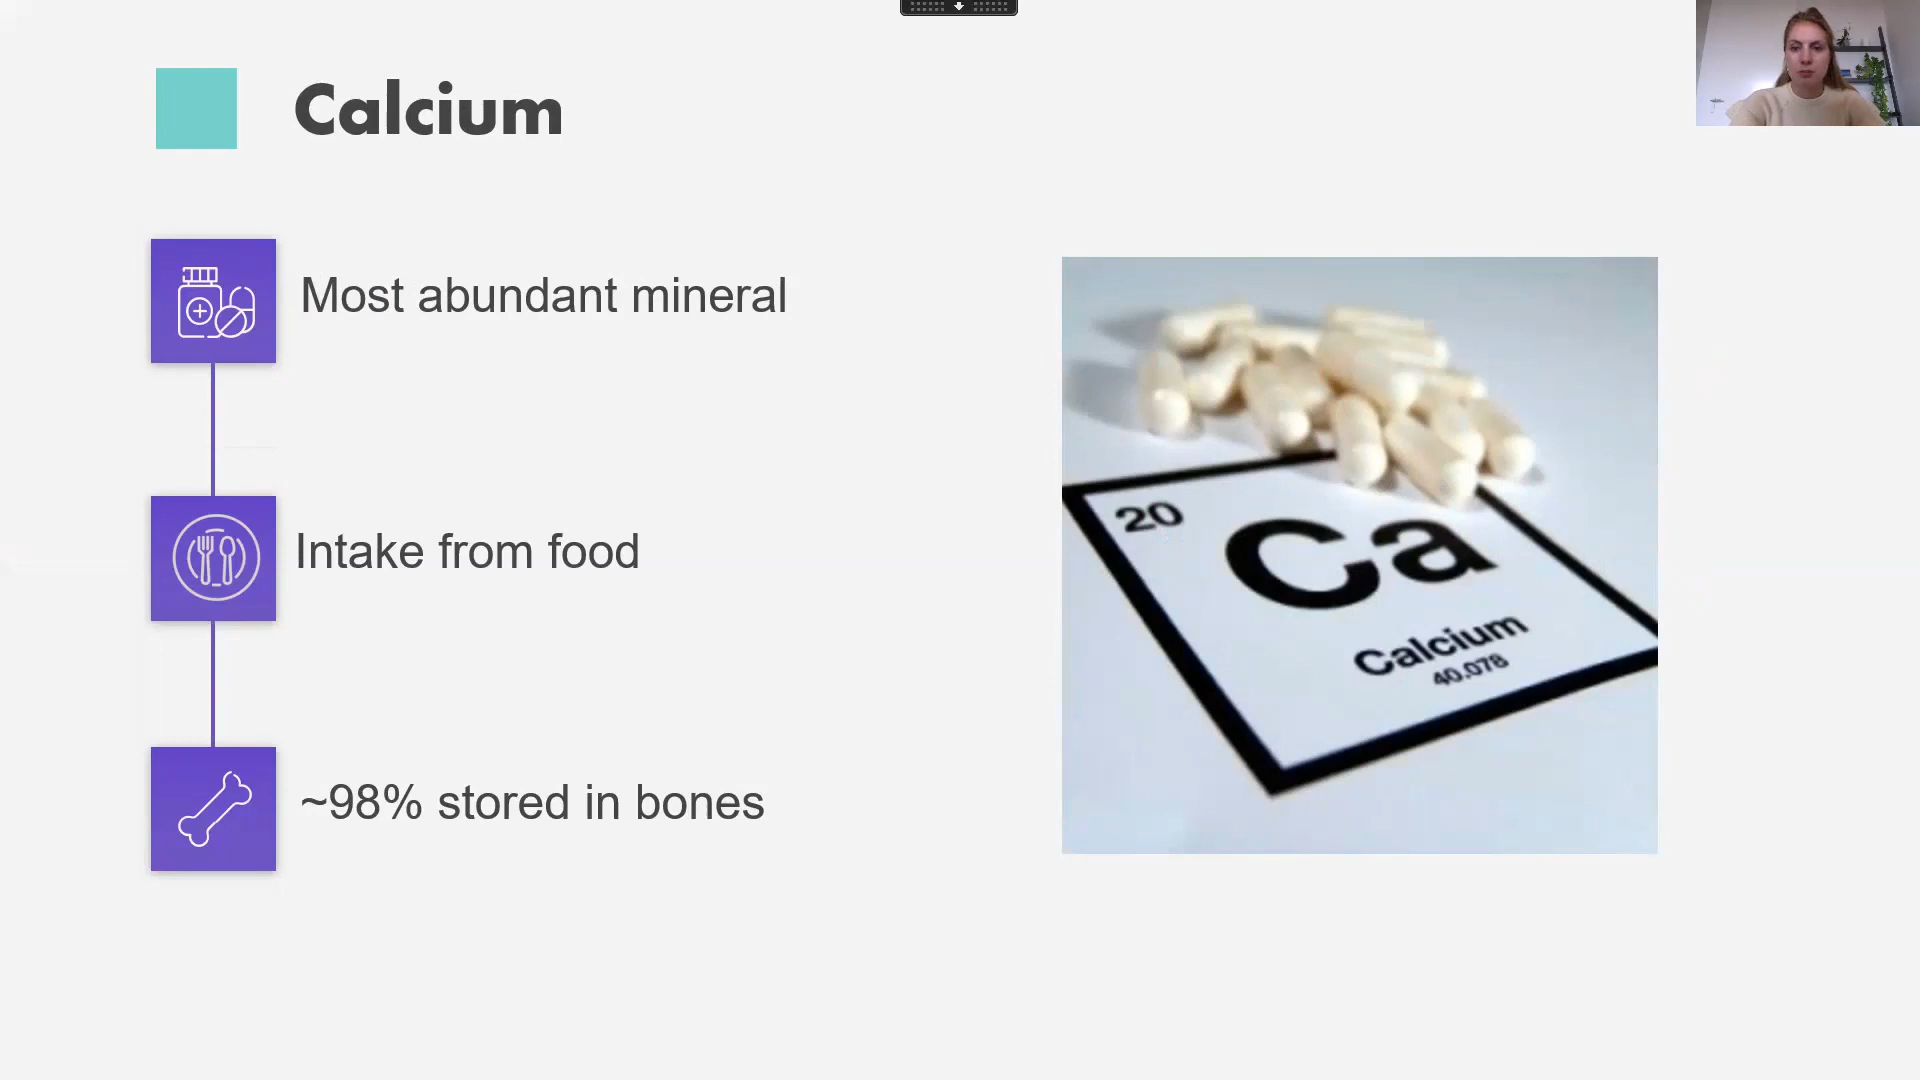 Calcium
Most abundant mineral
Intake from food
~98% stored in bones
20
Ca
Calcium
40.078